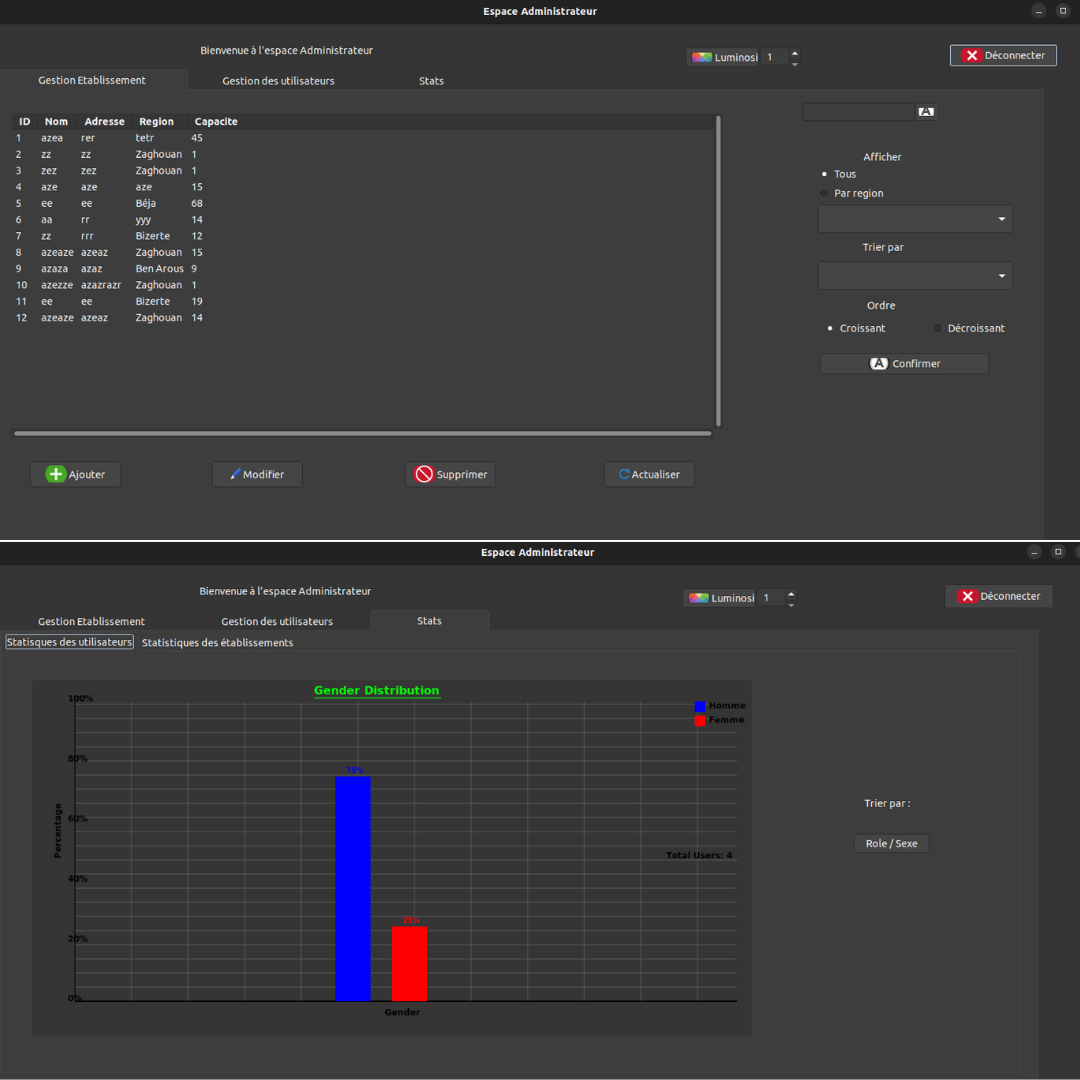 Espace Administrateur
Bienvenue à l'espace Administrateur
Luminosi 1
Déconnecter
Gestion Etablissement Gestion des utilisateurs Stats
ID Nom Adresse Region Capacite
1 azea rer tetr 45
2 zz zz Zaghouan 1
3 zez zez Zaghouan 1
4 aze aze aze 15
5 ee ee Béja 68
6 aa rr yyy 14
7 zz rrr Bizerte 12
8 azeaze azeaz Zaghouan 15
9 azaza azaz Ben Arous 9
10 azezze azazrazr Zaghouan 1
11 ee ee Bizerte 19
12 azeaze azeaz Zaghouan 14
A
Afficher
Tous
Par region
Trier par
Ordre
Croissant Décroissant
A Confirmer
Ajouter Modifier Supprimer Actualiser
Espace Administrateur
Bienvenue à l'espace Administrateur
Luminosi 1
Déconnecter
Gestion Etablissement Gestion des utilisateurs Stats
Statisques des utilisateurs Statistiques des établissements
Gender Distribution
Homme
Femme
100%
80%
60%
40%
20%
0%
Percentage
75%
25%
Total Users: 4
Gender
Trier par :
Role / Sexe